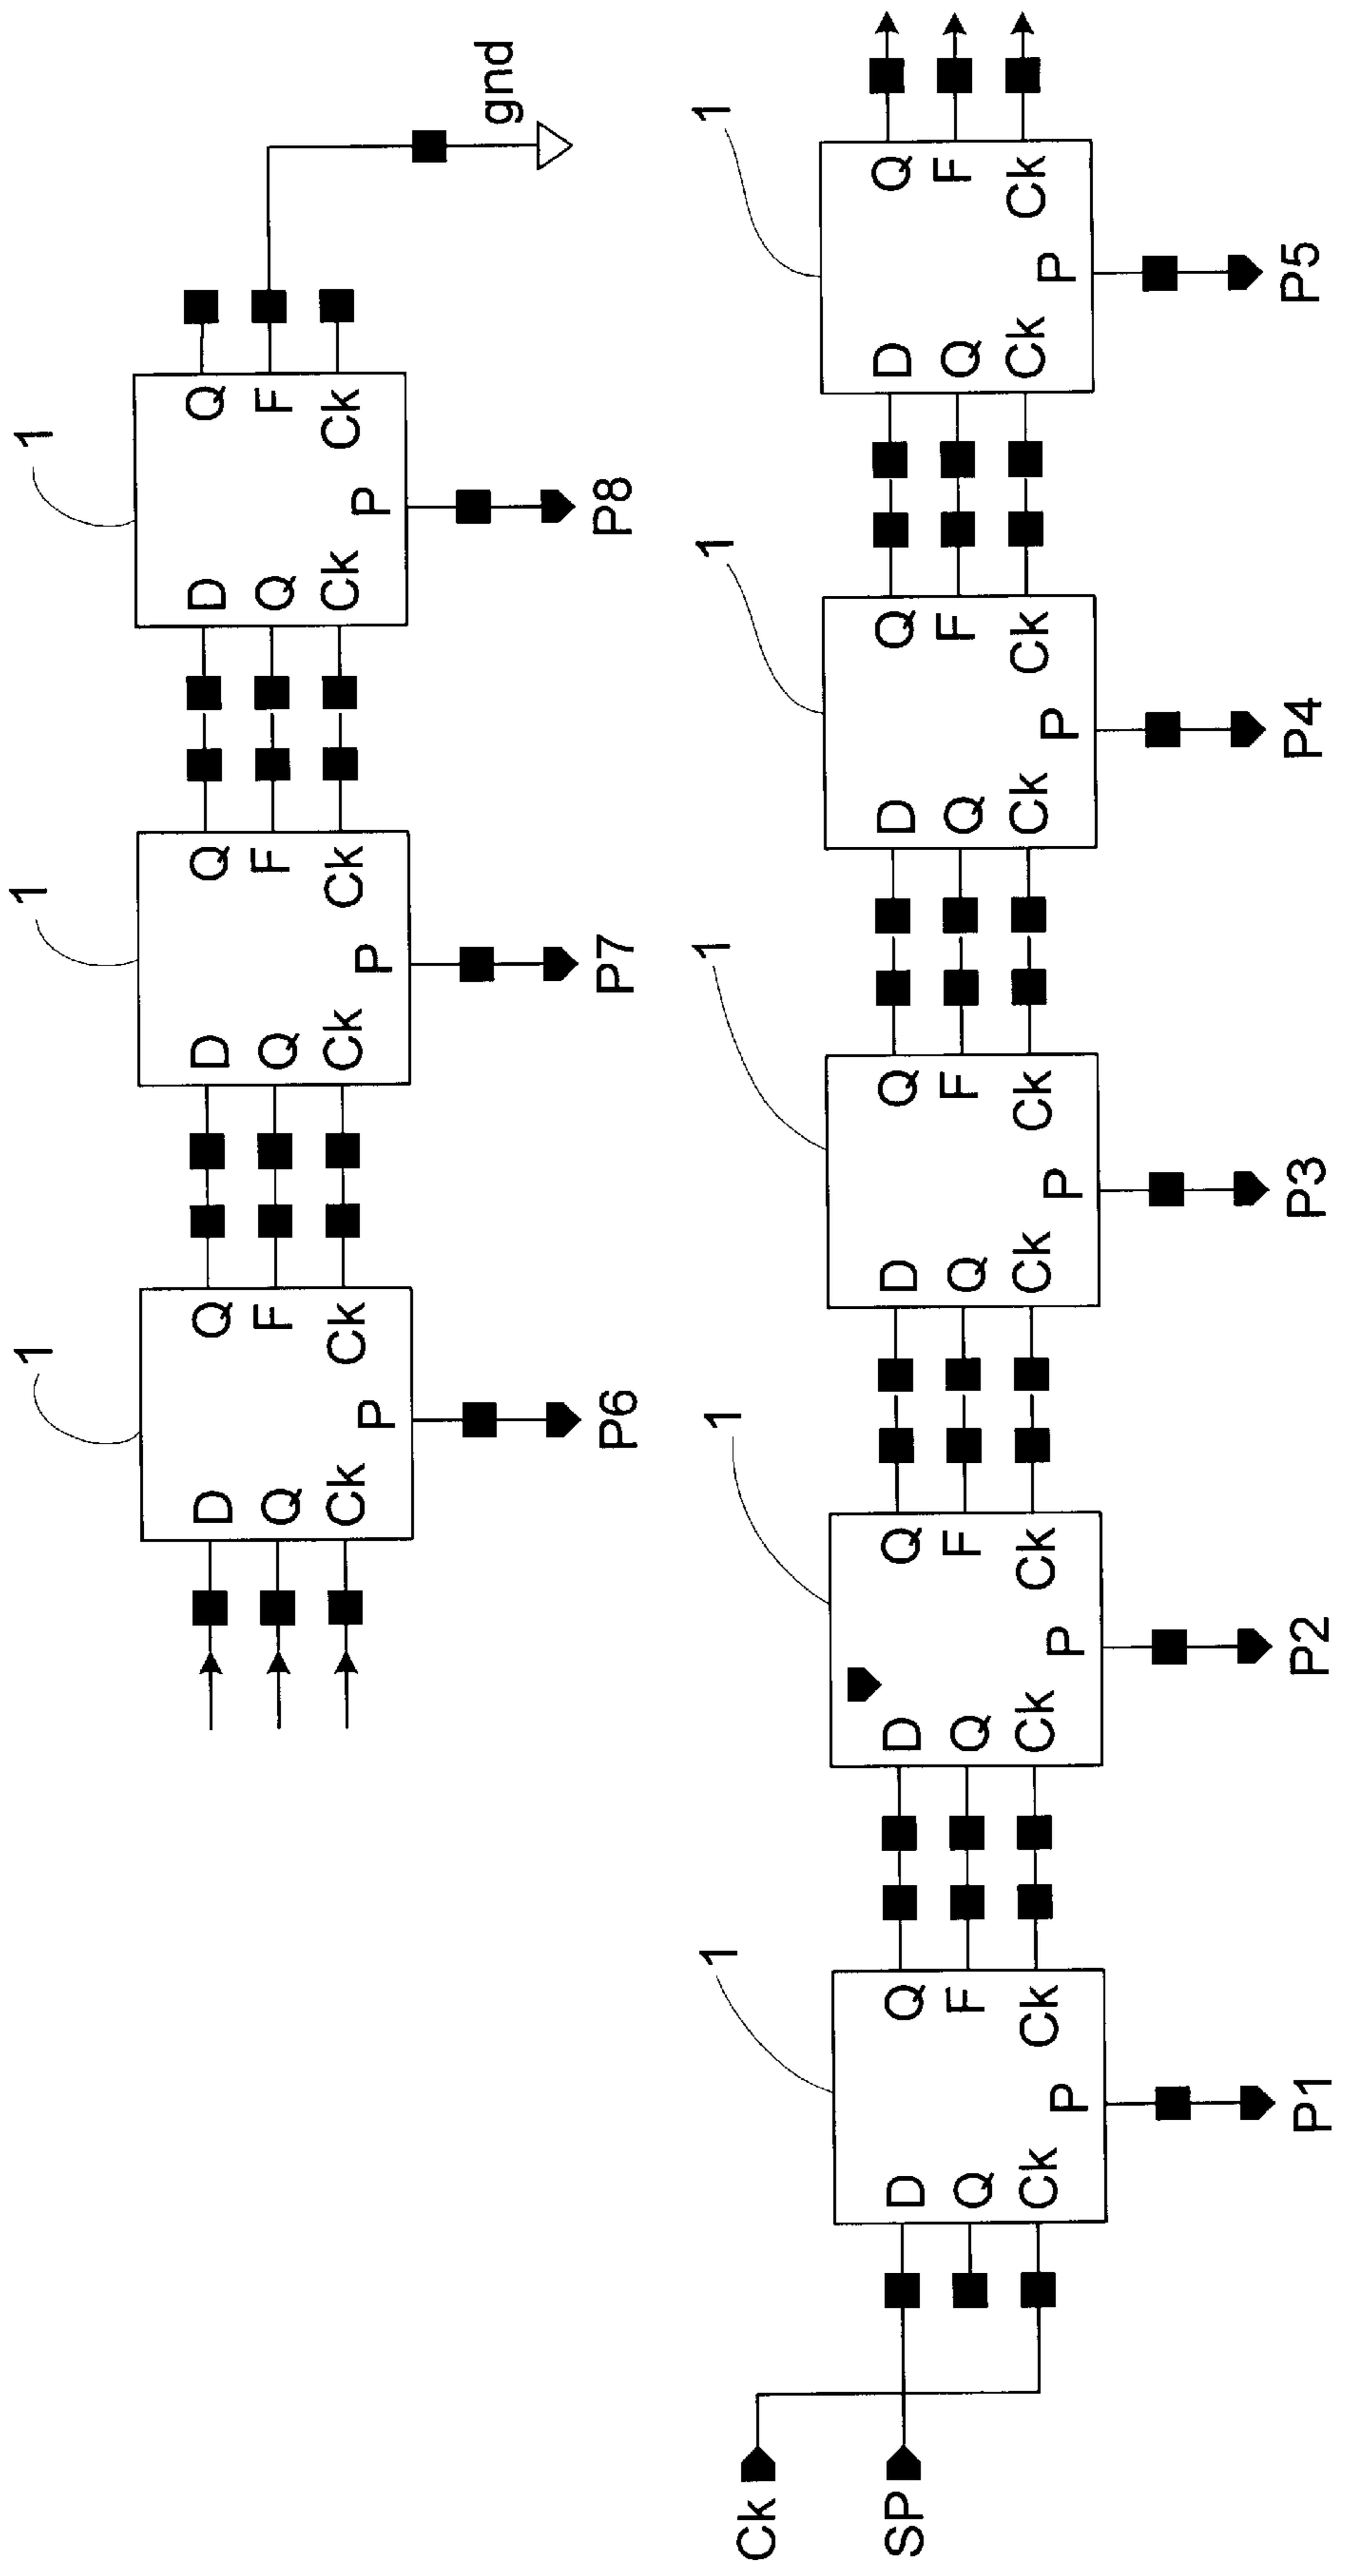 1 1 1
D Q D Q D Q
Q F Q F Q F
Ck Ck Ck Ck Ck Ck
P P P
gnd
P6 P7 P8
1 1 1 1 1
Ck
SP D Q D Q D Q D Q D Q
Q F Q F Q F Q F Q F
Ck Ck Ck Ck Ck Ck Ck Ck Ck Ck
P P P P P
P1 P2 P3 P4 P5